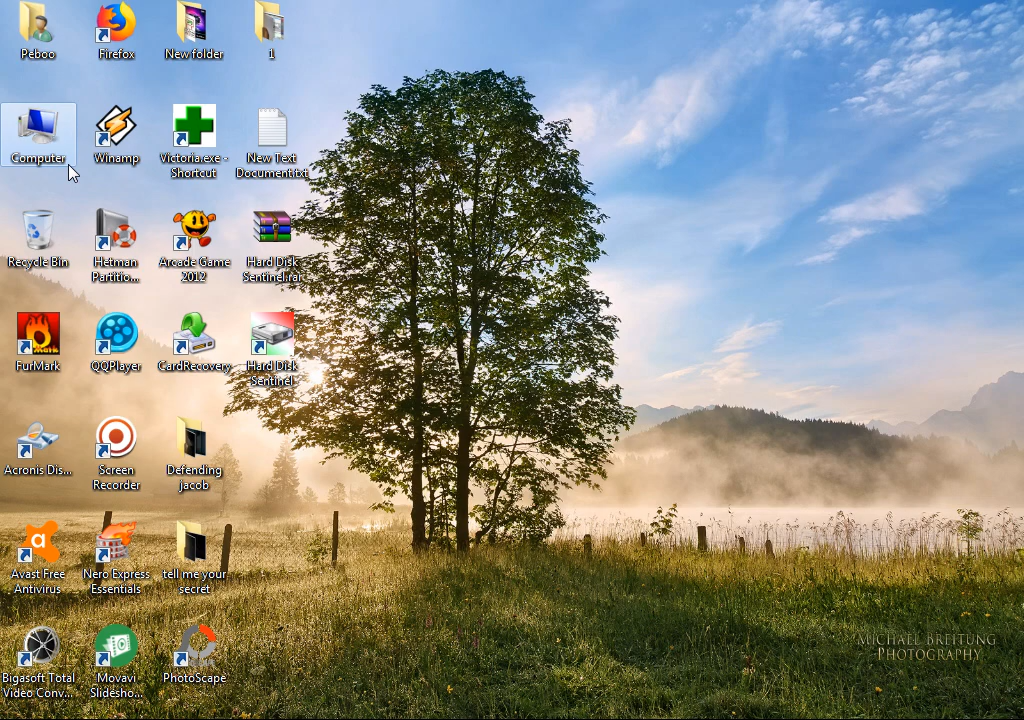 Peboo
Firefox
New folder
1
Computer
Winamp
Victoria.exe -
Shortcut
New Text
Document.txt
Recycle Bin
Hetman
Partitio...
Arcade Game
2012
Hard Disk
Sentinel.rar
FurMark
QQPlayer
CardRecovery
Hard Disk
Sentinel
Acronis Dis...
Screen
Recorder
Defending
jacob
Avast Free
Antivirus
Nero Express
Essentials
tell me your
secret
Bigasoft Total
Video Conv...
Movavi
Slidesho...
PhotoScape
Michael Breitung
Photography